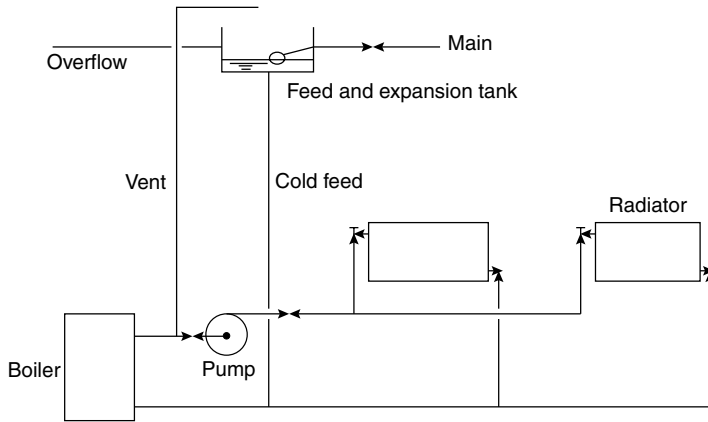 Main
Overflow
Feed and expansion tank
Vent
Cold feed
Radiator
Boiler
Pump